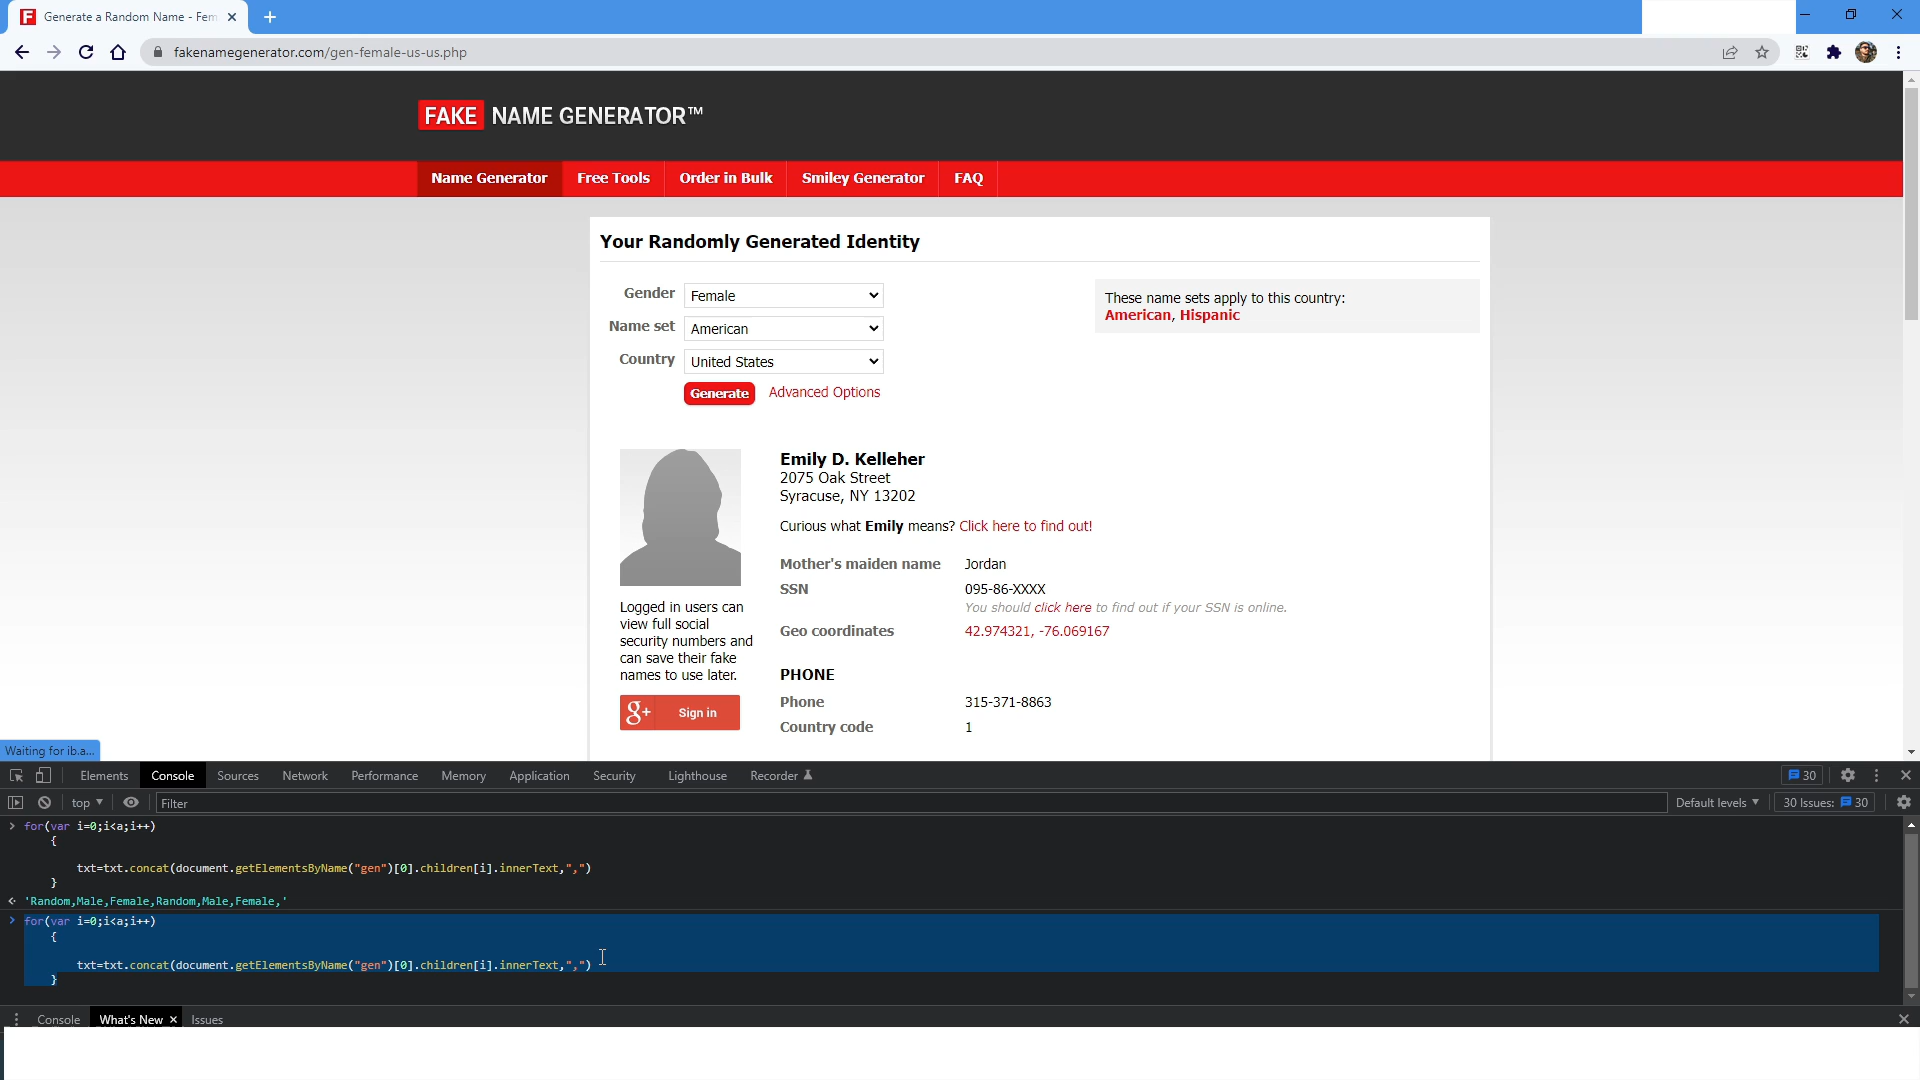 Generate a Random Name - Fem
fakenamegenerator.com/gen-female-us-us.php
FAKE NAME GENERATOR™
Name Generator Free Tools Order in Bulk Smiley Generator FAQ
Your Randomly Generated Identity
Gender Female
Name set American
Country United States
Generate Advanced Options
These name sets apply to this country:
American, Hispanic
Emily D. Kelleher
2075 Oak Street
Syracuse, NY 13202
Curious what Emily means? Click here to find out!
Mother's maiden name Jordan
SSN 095-86-XXXX
You should click here to find out if your SSN is online.
Geo coordinates 42.974321, -76.069167
Logged in users can
view full social
security numbers and
can save their fake
names to use later.
g+ Sign in
PHONE
Phone 315-371-8863
Country code 1
Waiting for ib.a...
Elements Console Sources Network Performance Memory Application Security Lighthouse Recorder 30
top Filter Default levels 30 Issues: 30
for(var i=0;i<a;i++)
{
txt=txt.concat(document.getElementsByName("gen")[0].children[i].innerText,",")
}
'Random,Male,Female,Random,Male,Female,'
for(var i=0;i<a;i++)
{
txt=txt.concat(document.getElementsByName("gen")[0].children[i].innerText,",")
}
Console What's New Issues